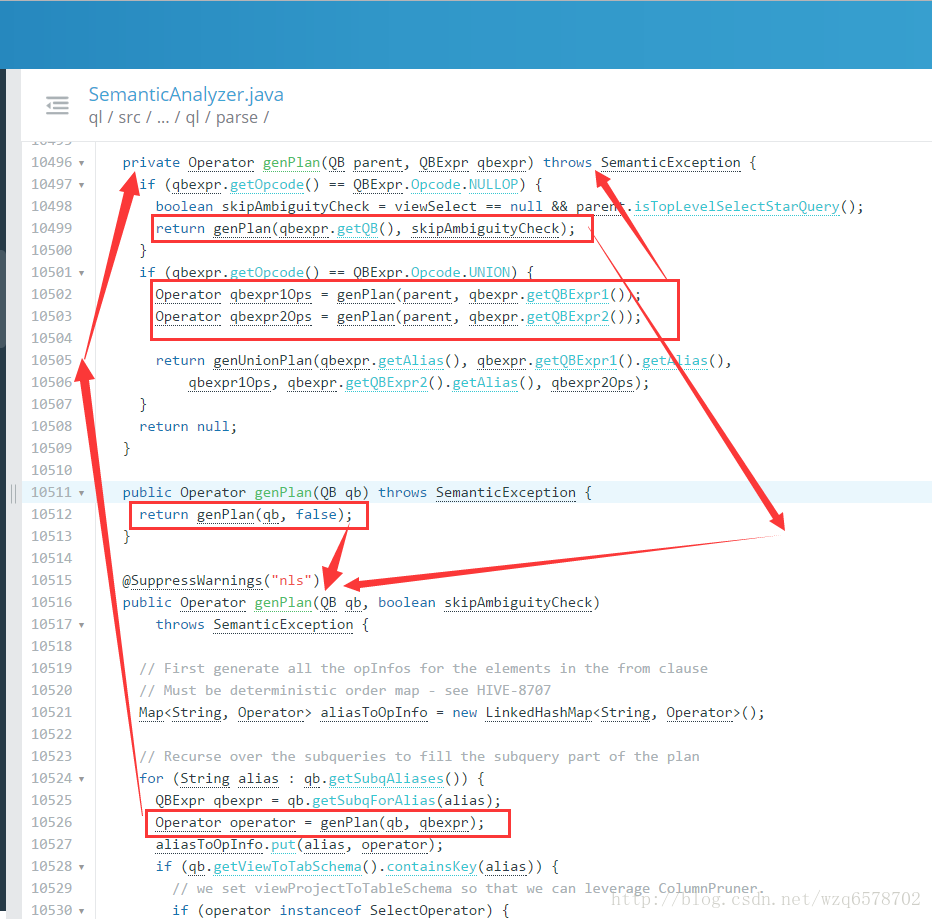 SemanticAnalyzer.java
ql / src / ... / ql / parse /
10495
10496 private Operator genPlan(QB parent, QBExpr qbexpr) throws SemanticException {
10497 if (qbexpr.getOpcode() == QBExpr.Opcode.NULLOP) {
10498 boolean skipAmbiguityCheck = viewSelect == null && parent.isTopLevelSelectStarQuery();
10499 return genPlan(qbexpr.getQB(), skipAmbiguityCheck);
10500 }
10501 if (qbexpr.getOpcode() == QBExpr.Opcode.UNION) {
10502 Operator qbexpr1Ops = genPlan(parent, qbexpr.getQBExpr1());
10503 Operator qbexpr2Ops = genPlan(parent, qbexpr.getQBExpr2());
10504
10505 return genUnionPlan(qbexpr.getAlias(), qbexpr.getQBExpr1().getAlias(),
10506 qbexpr1Ops, qbexpr.getQBExpr2().getAlias(), qbexpr2Ops);
10507 }
10508 return null;
10509 }
10510
10511 public Operator genPlan(QB qb) throws SemanticException {
10512 return genPlan(qb, false);
10513 }
10514
10515 @SuppressWarnings("nls")
10516 public Operator genPlan(QB qb, boolean skipAmbiguityCheck)
10517 throws SemanticException {
10518
10519 // First generate all the opInfos for the elements in the from clause
10520 // Must be deterministic order map - see HIVE-8707
10521 Map<String, Operator> aliasToOpInfo = new LinkedHashMap<String, Operator>();
10522
10523 // Recurse over the subqueries to fill the subquery part of the plan
10524 for (String alias : qb.getSubqAliases()) {
10525 QBExpr qbexpr = qb.getSubqForAlias(alias);
10526 Operator operator = genPlan(qb, qbexpr);
10527 aliasToOpInfo.put(alias, operator);
10528 if (qb.getViewToTabSchema().containsKey(alias)) {
10529 // we set viewProjectToTableSchema so that we can leverage ColumnPruner.
10530 if (operator instanceof SelectOperator) {
http://blog.csdn.net/wzq6578702